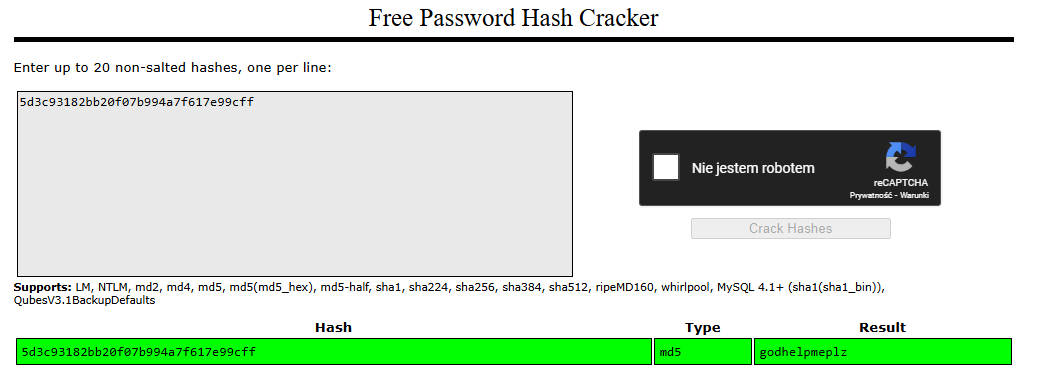 Free Password Hash Cracker
Enter up to 20 non-salted hashes, one per line:
5d3c93182bb20f07b994a7f617e99cff
Nie jestem robotem
reCAPTCHA
Prywatność - Warunki
Crack Hashes
Supports: LM, NTLM, md2, md4, md5, md5(md5_hex), md5-half, sha1, sha224, sha256, sha384, sha512, ripeMD160, whirlpool, MySQL 4.1+ (sha1(sha1_bin)),
QubesV3.1BackupDefaults
Hash Type Result
5d3c93182bb20f07b994a7f617e99cff md5 godhelpmeplz